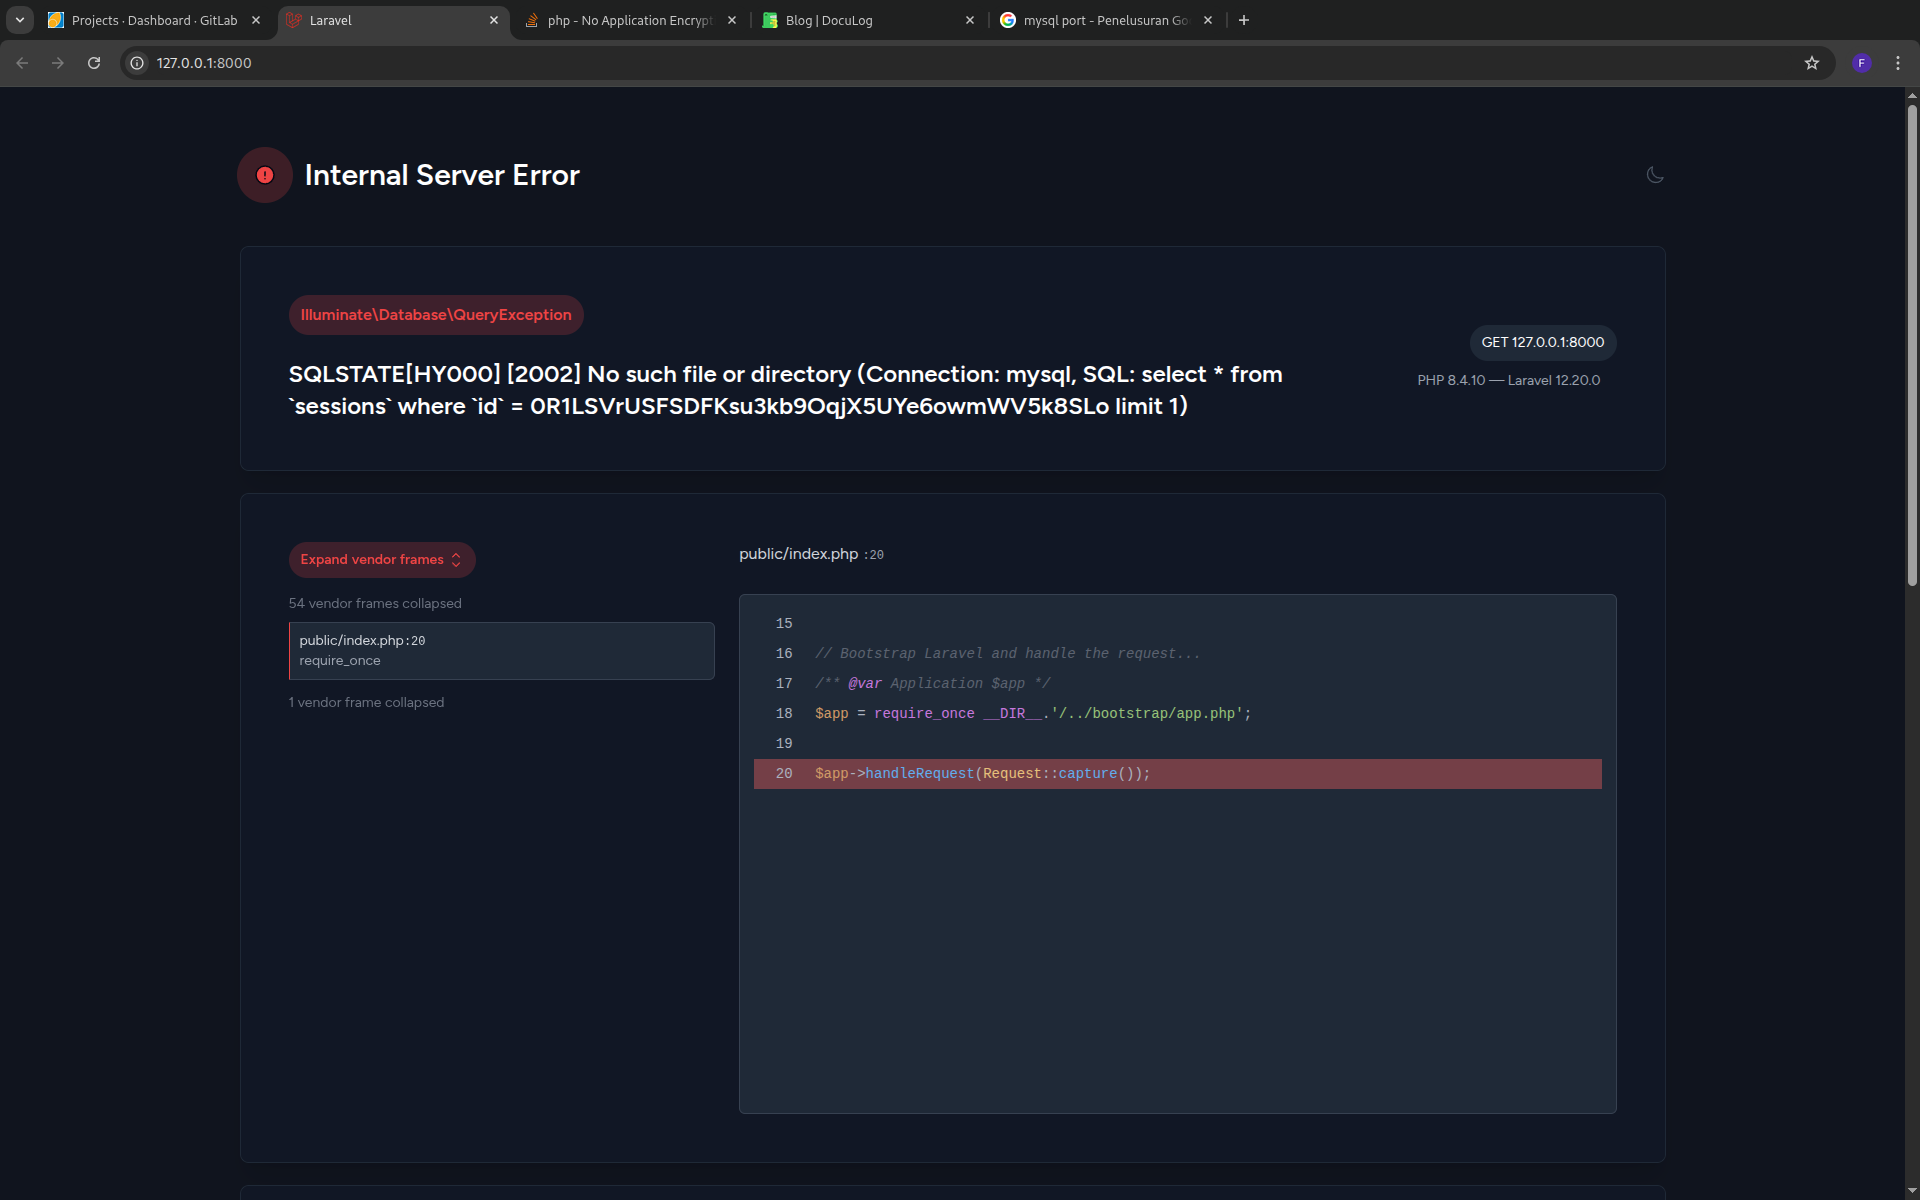 Projects · Dashboard · GitLab
Laravel
php - No Application Encrypt
Blog | DocuLog
mysql port - Penelusuran Go
127.0.0.1:8000
F
Internal Server Error
Illuminate\Database\QueryException
GET 127.0.0.1:8000
SQLSTATE[HY000] [2002] No such file or directory (Connection: mysql, SQL: select * from
`sessions` where `id` = 0R1LSVrUSFSDFKsu3kb9OqjX5UYe6owmWV5k8SLo limit 1)
PHP 8.4.10 — Laravel 12.20.0
Expand vendor frames
54 vendor frames collapsed
public/index.php:20
require_once
1 vendor frame collapsed
public/index.php :20
15
16 // Bootstrap Laravel and handle the request...
17 /** @var Application $app */
18 $app = require_once __DIR__.'/../bootstrap/app.php';
19
20 $app->handleRequest(Request::capture());